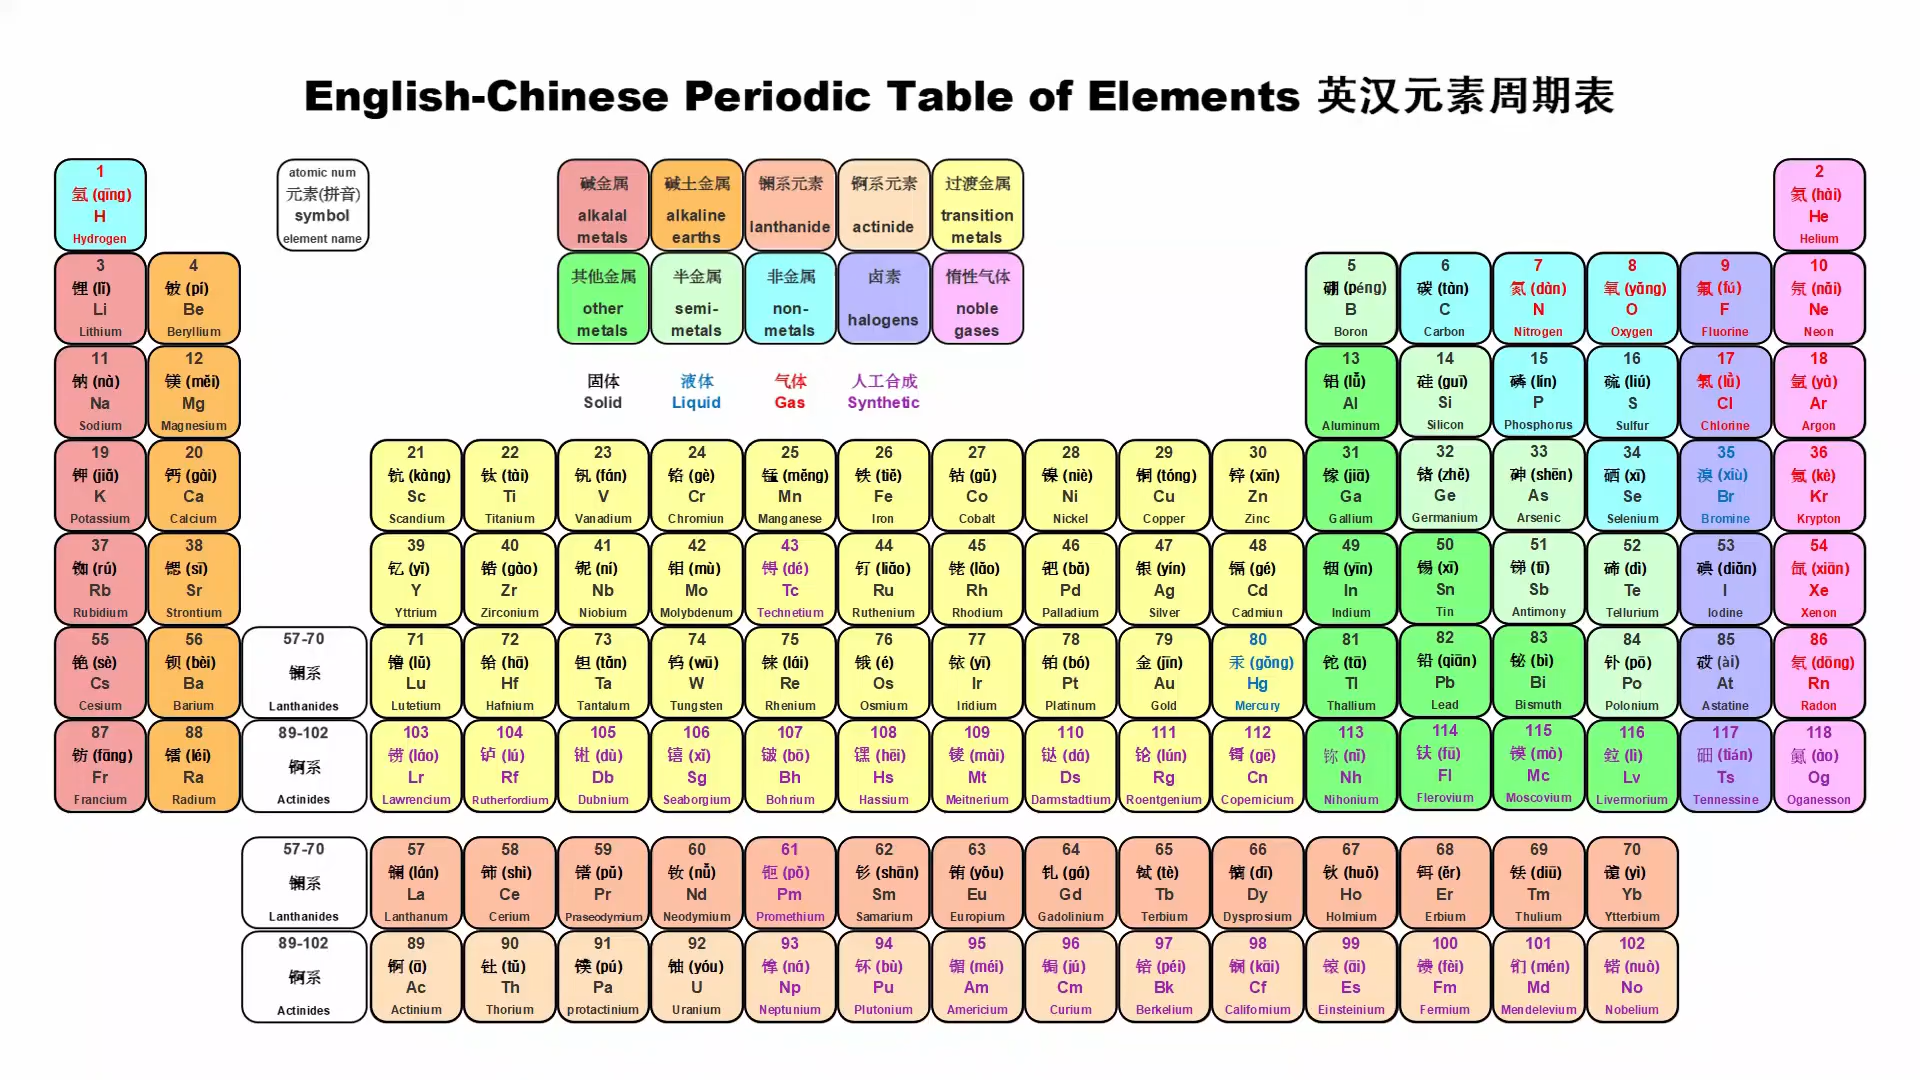 English-Chinese Periodic Table of Elements 英汉元素周期表
atomic num
元素(拼音)
symbol
element name
碱金属
alkalal
metals
碱土金属
alkaline
earths
镧系元素
lanthanide
锕系元素
actinide
过渡金属
transition
metals
其他金属
other
metals
半金属
semi-
metals
非金属
non-
metals
卤素
halogens
惰性气体
noble
gases
固体
Solid
液体
Liquid
气体
Gas
人工合成
Synthetic
1
氢 (qīng)
H
Hydrogen
2
氦 (hài)
He
Helium
3
锂 (lǐ)
Li
Lithium
4
铍 (pí)
Be
Beryllium
5
硼 (péng)
B
Boron
6
碳 (tàn)
C
Carbon
7
氮 (dàn)
N
Nitrogen
8
氧 (yǎng)
O
Oxygen
9
氟 (fú)
F
Fluorine
10
氖 (nǎi)
Ne
Neon
11
钠 (nà)
Na
Sodium
12
镁 (měi)
Mg
Magnesium
13
铝 (lǚ)
Al
Aluminum
14
硅 (guī)
Si
Silicon
15
磷 (lín)
P
Phosphorus
16
硫 (liú)
S
Sulfur
17
氯 (lǜ)
Cl
Chlorine
18
氩 (yà)
Ar
Argon
19
钾 (jiǎ)
K
Potassium
20
钙 (gài)
Ca
Calcium
21
钪 (kàng)
Sc
Scandium
22
钛 (tài)
Ti
Titanium
23
钒 (fán)
V
Vanadium
24
铬 (gè)
Cr
Chromiun
25
锰 (měng)
Mn
Manganese
26
铁 (tiě)
Fe
Iron
27
钴 (gǔ)
Co
Cobalt
28
镍 (niè)
Ni
Nickel
29
铜 (tóng)
Cu
Copper
30
锌 (xīn)
Zn
Zinc
31
镓 (jiā)
Ga
Gallium
32
锗 (zhě)
Ge
Germanium
33
砷 (shēn)
As
Arsenic
34
硒 (xī)
Se
Selenium
35
溴 (xiù)
Br
Bromine
36
氪 (kè)
Kr
Krypton
37
铷 (rú)
Rb
Rubidium
38
锶 (sī)
Sr
Strontium
39
钇 (yǐ)
Y
Yttrium
40
锆 (gào)
Zr
Zirconium
41
铌 (ní)
Nb
Niobium
42
钼 (mù)
Mo
Molybdenum
43
锝 (dé)
Tc
Technetium
44
钌 (liǎo)
Ru
Ruthenium
45
铑 (lǎo)
Rh
Rhodium
46
钯 (bǎ)
Pd
Palladium
47
银 (yín)
Ag
Silver
48
镉 (gé)
Cd
Cadmiun
49
铟 (yīn)
In
Indium
50
锡 (xī)
Sn
Tin
51
锑 (tī)
Sb
Antimony
52
碲 (dì)
Te
Tellurium
53
碘 (diǎn)
I
Iodine
54
氙 (xiān)
Xe
Xenon
55
铯 (sè)
Cs
Cesium
56
钡 (bèi)
Ba
Barium
57-70
镧系
Lanthanides
71
镥 (lǔ)
Lu
Lutetium
72
铪 (hā)
Hf
Hafnium
73
钽 (tǎn)
Ta
Tantalum
74
钨 (wū)
W
Tungsten
75
铼 (lái)
Re
Rhenium
76
锇 (é)
Os
Osmium
77
铱 (yī)
Ir
Iridium
78
铂 (bó)
Pt
Platinum
79
金 (jīn)
Au
Gold
80
汞 (gǒng)
Hg
Mercury
81
铊 (tā)
Tl
Thallium
82
铅 (qiān)
Pb
Lead
83
铋 (bì)
Bi
Bismuth
84
钋 (pō)
Po
Polonium
85
砹 (ài)
At
Astatine
86
氡 (dōng)
Rn
Radon
87
钫 (fāng)
Fr
Francium
88
镭 (léi)
Ra
Radium
89-102
锕系
Actinides
103
铹 (láo)
Lr
Lawrencium
104
𬬻 (lú)
Rf
Rutherfordium
105
𬭊 (dù)
Db
Dubnium
106
𬭳 (xǐ)
Sg
Seaborgium
107
𬭛 (bō)
Bh
Bohrium
108
𬭶 (hēi)
Hs
Hassium
109
鿏 (mài)
Mt
Meitnerium
110
𫟼 (dá)
Ds
Darmstadtium
111
𬬭 (lún)
Rg
Roentgenium
112
鿔 (gē)
Cn
Copernicium
113
鿭 (nǐ)
Nh
Nihonium
114
𫓧 (fū)
Fl
Flerovium
115
镆 (mò)
Mc
Moscovium
116
𫟷 (lì)
Lv
Livermorium
117
鿬 (tián)
Ts
Tennessine
118
鿫 (ào)
Og
Oganesson
57-70
镧系
Lanthanides
57
镧 (lán)
La
Lanthanum
58
铈 (shì)
Ce
Cerium
59
镨 (pǔ)
Pr
Praseodymium
60
钕 (nǚ)
Nd
Neodymium
61
钷 (pǒ)
Pm
Promethium
62
钐 (shān)
Sm
Samarium
63
铕 (yǒu)
Eu
Europium
64
钆 (gá)
Gd
Gadolinium
65
铽 (tè)
Tb
Terbium
66
镝 (dī)
Dy
Dysprosium
67
钬 (huǒ)
Ho
Holmium
68
铒 (ěr)
Er
Erbium
69
铥 (diū)
Tm
Thulium
70
镱 (yì)
Yb
Ytterbium
89-102
锕系
Actinides
89
锕 (ā)
Ac
Actinium
90
钍 (tǔ)
Th
Thorium
91
镤 (pú)
Pa
protactinium
92
铀 (yóu)
U
Uranium
93
镎 (ná)
Np
Neptunium
94
钚 (bù)
Pu
Plutonium
95
镅 (méi)
Am
Americium
96
锔 (jú)
Cm
Curium
97
锫 (péi)
Bk
Berkelium
98
锎 (kāi)
Cf
Californium
99
锿 (āi)
Es
Einsteinium
100
镄 (fèi)
Fm
Fermium
101
钔 (mén)
Md
Mendelevium
102
锘 (nuò)
No
Nobelium